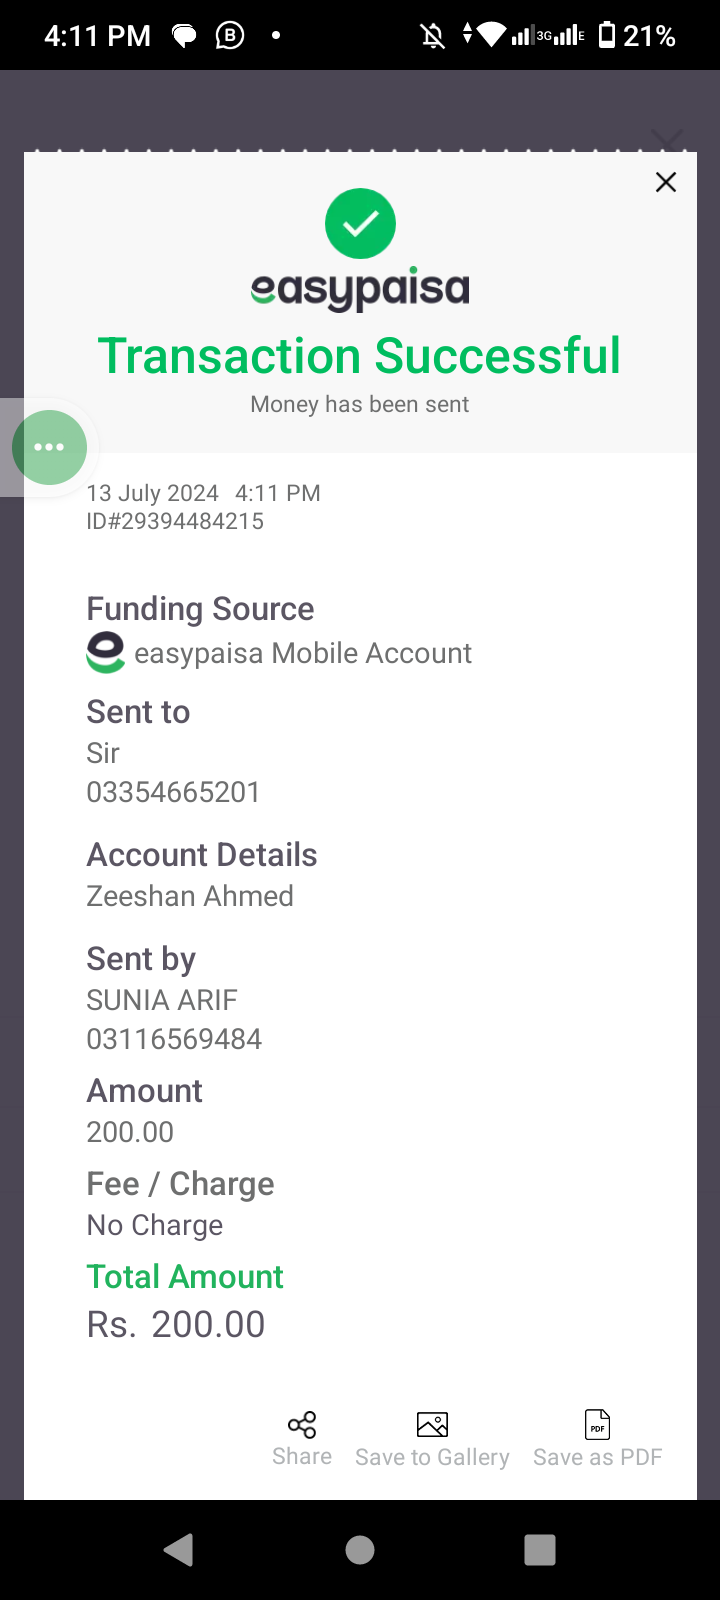 4:11 PM B 3G E 21%
easypaisa
Transaction Successful
Money has been sent
13 July 2024 4:11 PM
ID#29394484215
Funding Source
easypaisa Mobile Account
Sent to
Sir
03354665201
Account Details
Zeeshan Ahmed
Sent by
SUNIA ARIF
03116569484
Amount
200.00
Fee / Charge
No Charge
Total Amount
Rs. 200.00
PDF
Share Save to Gallery Save as PDF